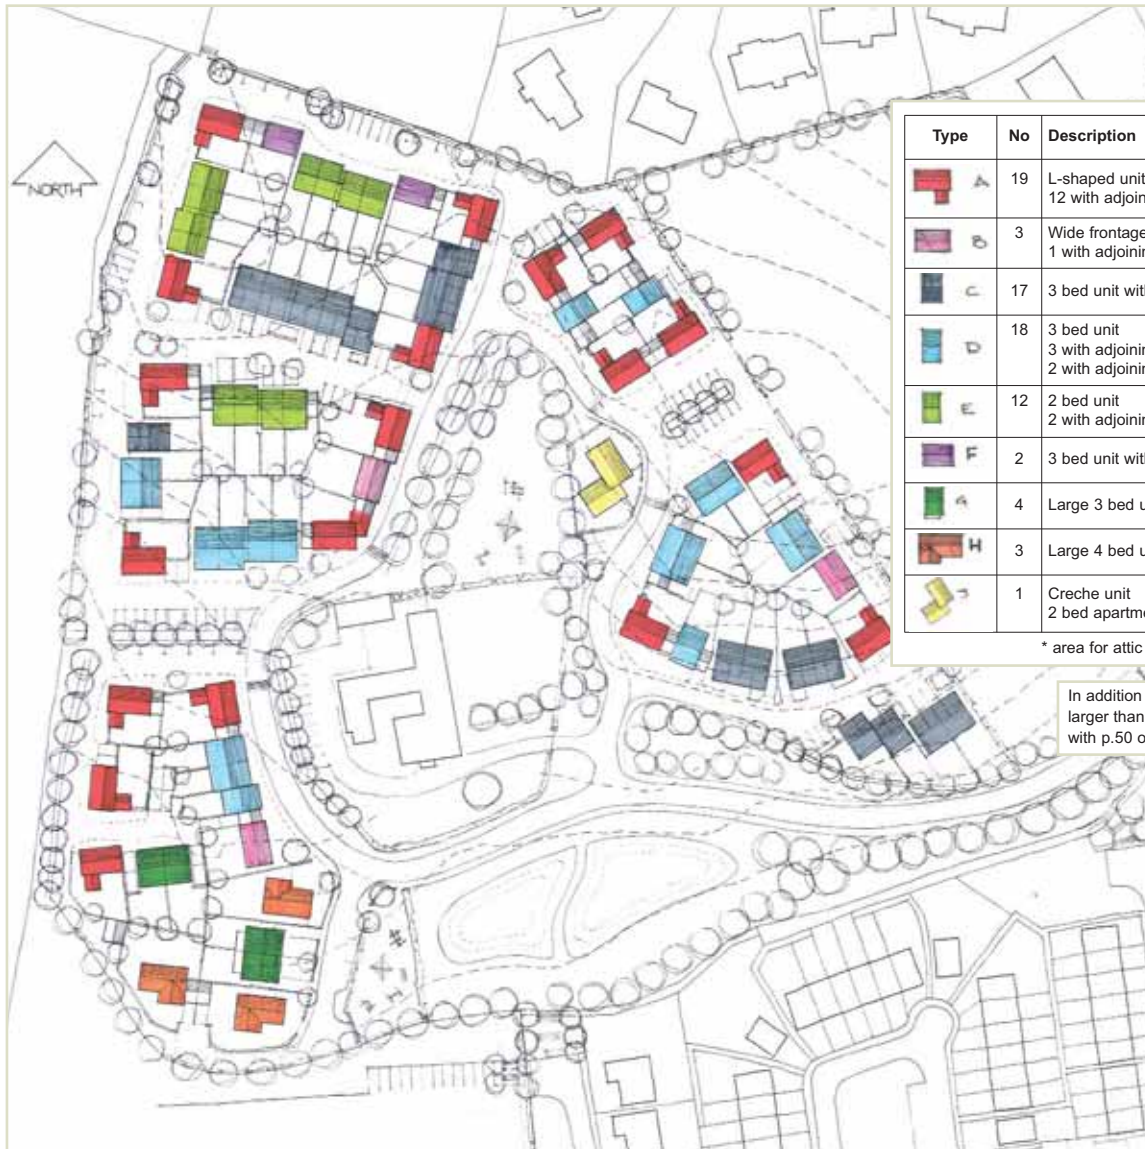 NORTH
Type No Description
A 19 L-shaped unit
12 with adjoin
B 3 Wide frontage
1 with adjoinin
C 17 3 bed unit wit
D 18 3 bed unit
3 with adjoinin
2 with adjoinin
E 12 2 bed unit
2 with adjoinin
F 2 3 bed unit wit
G 4 Large 3 bed u
H 3 Large 4 bed u
1 Creche unit
2 bed apartme
* area for attic
In addition
larger than
with p.50 o